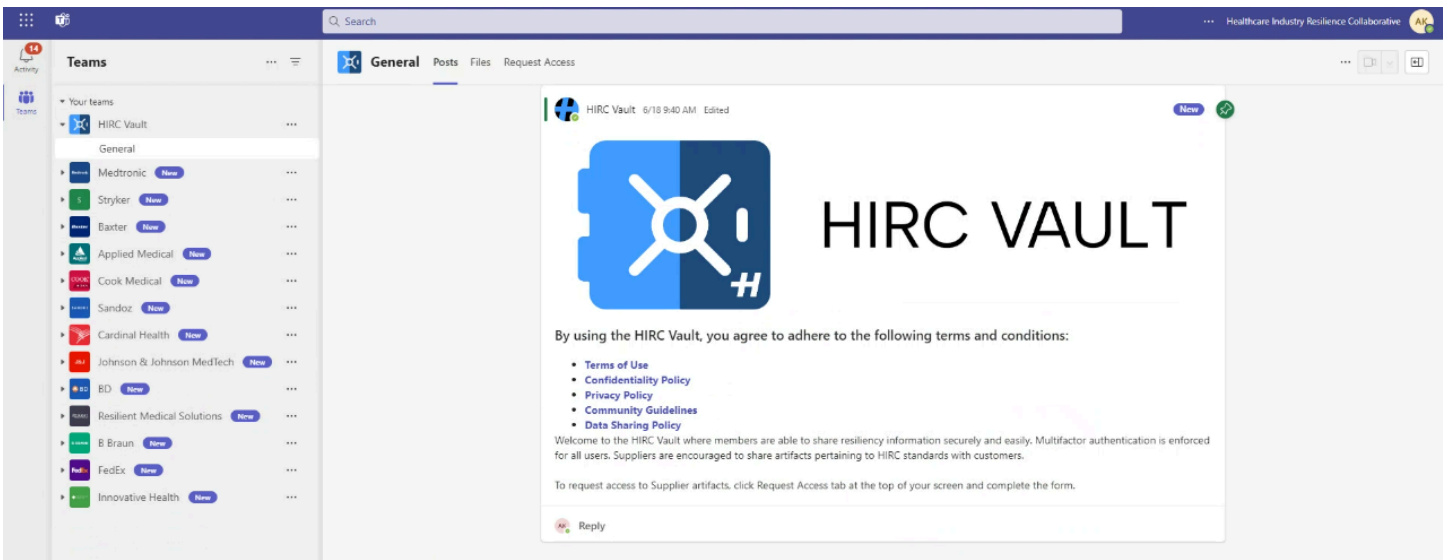 Search
Healthcare Industry Resilience Collaborative
AK
14
Activity
Teams
Teams
Your teams
HIRC Vault
General
Medtronic New
S Stryker New
Baxter New
Applied Medical New
COOK Cook Medical New
Sandoz New
Cardinal Health New
J&J Johnson & Johnson MedTech New
BD BD New
Resilient Medical Solutions New
B Braun New
FedEx FedEx New
Innovative Health New
General Posts Files Request Access
HIRC Vault 6/18 9:40 AM Edited
New
H
HIRC VAULT
By using the HIRC Vault, you agree to adhere to the following terms and conditions:
• Terms of Use
• Confidentiality Policy
• Privacy Policy
• Community Guidelines
• Data Sharing Policy
Welcome to the HIRC Vault where members are able to share resiliency information securely and easily. Multifactor authentication is enforced
for all users. Suppliers are encouraged to share artifacts pertaining to HIRC standards with customers.
To request access to Supplier artifacts, click Request Access tab at the top of your screen and complete the form.
AK Reply